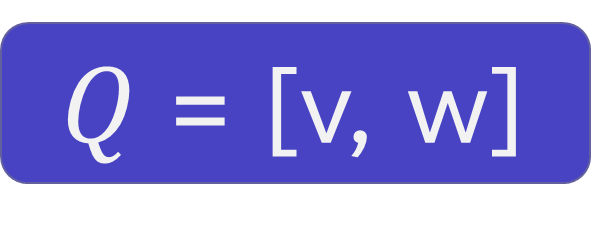 Q = [v, w]